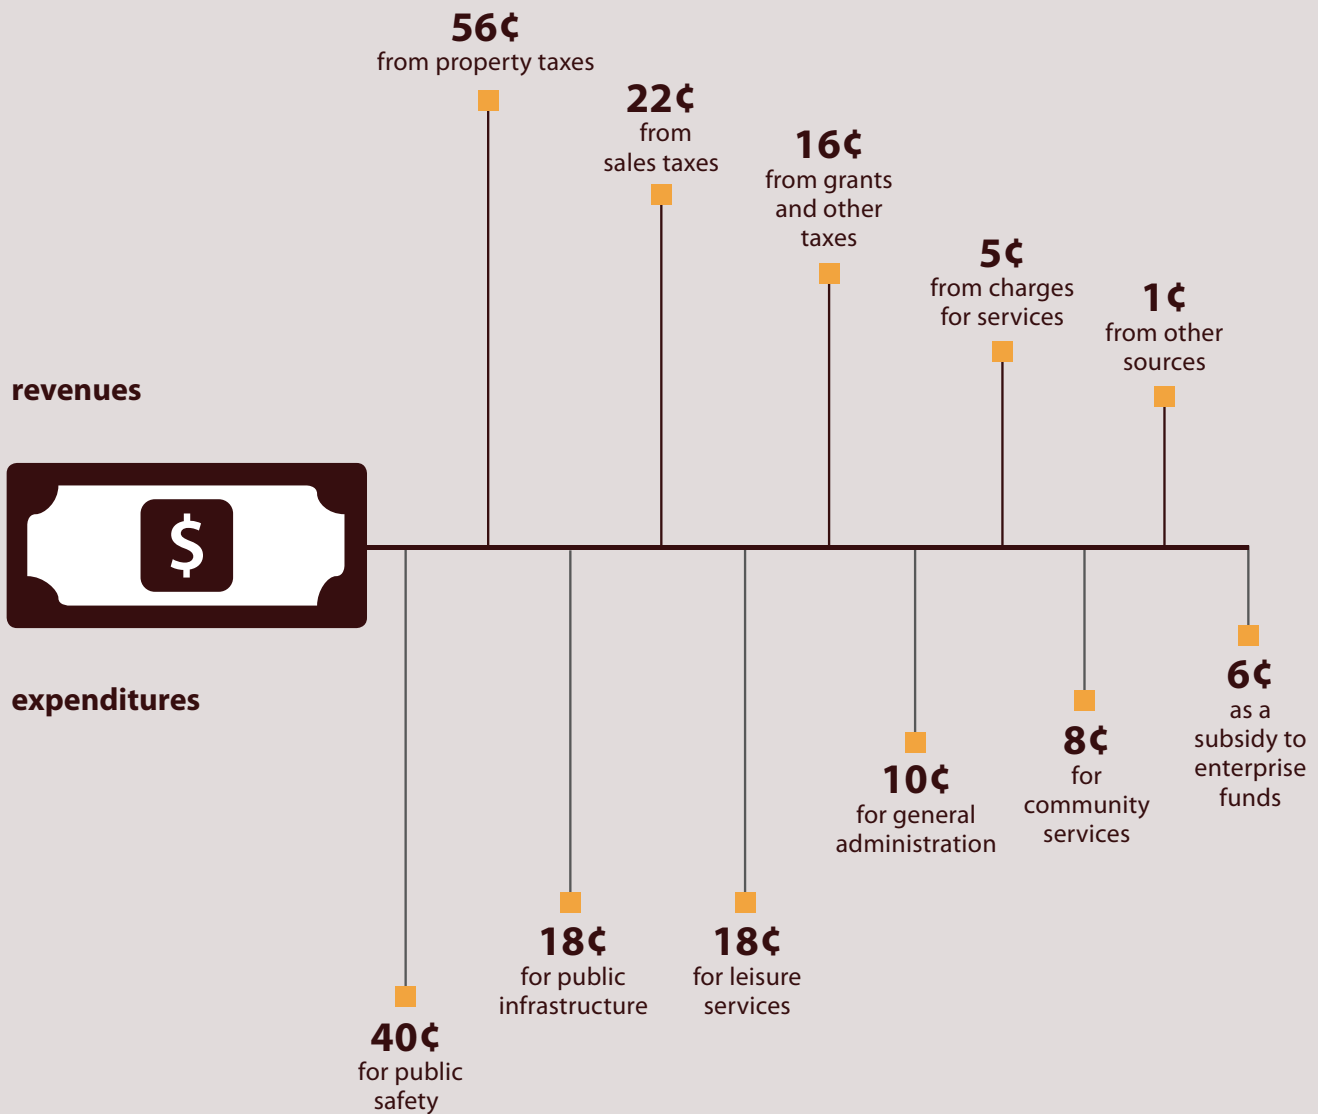 56¢
from property taxes
22¢
from
sales taxes
16¢
from grants
and other
taxes
5¢
from charges
for services
1¢
from other
sources
revenues
$
expenditures
40¢
for public
safety
18¢
for public
infrastructure
18¢
for leisure
services
10¢
for general
administration
8¢
for
community
services
6¢
as a
subsidy to
enterprise
funds